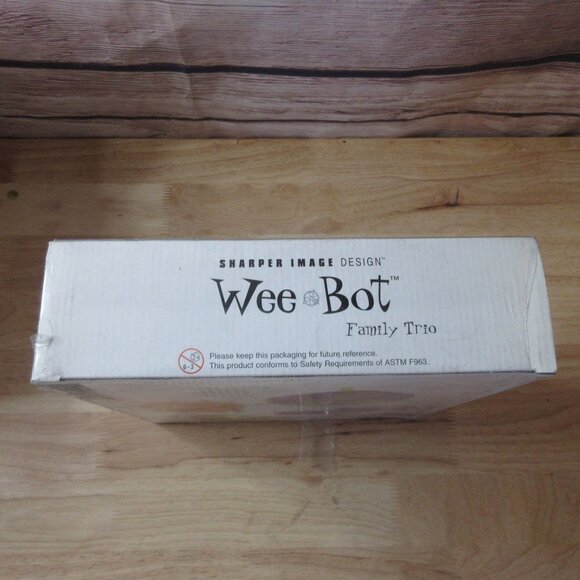 SHARPER IMAGE DESIGN™
Wee Bot™
Family Trio
0-3
Please keep this packaging for future reference.
This product conforms to Safety Requirements of ASTM F963.